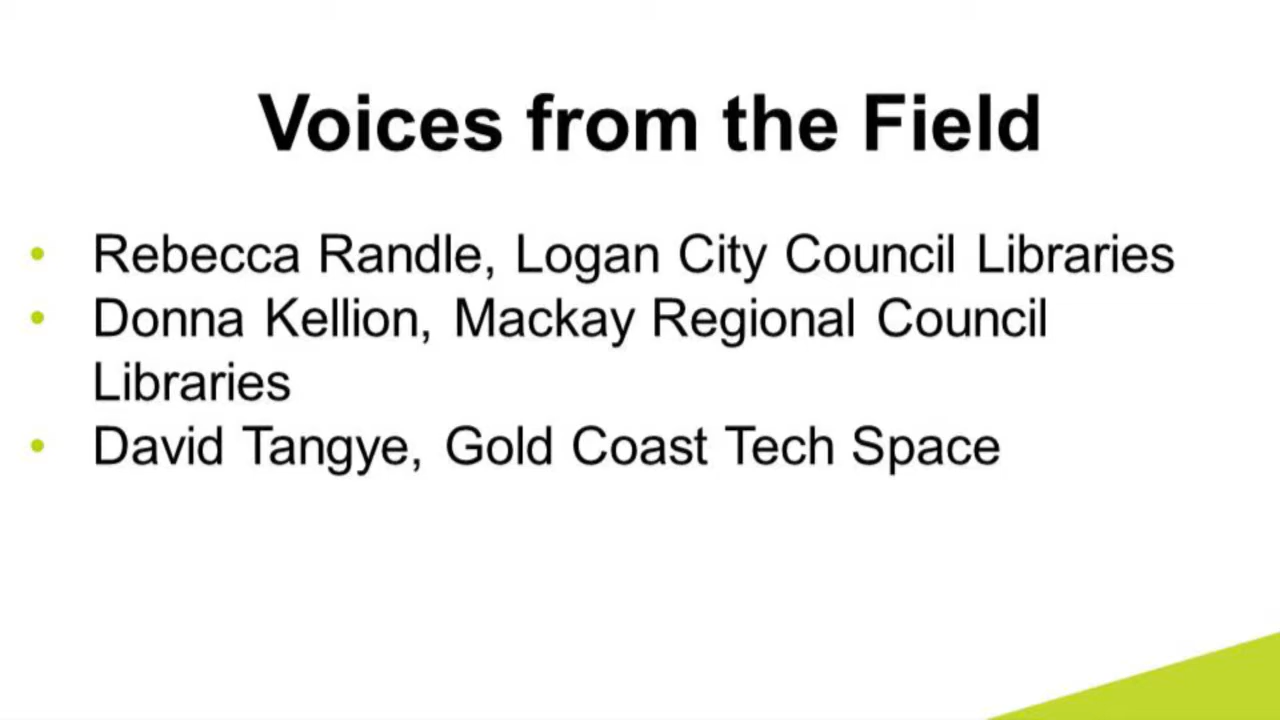 Voices from the Field
• Rebecca Randle, Logan City Council Libraries
• Donna Kellion, Mackay Regional Council
Libraries
• David Tangye, Gold Coast Tech Space